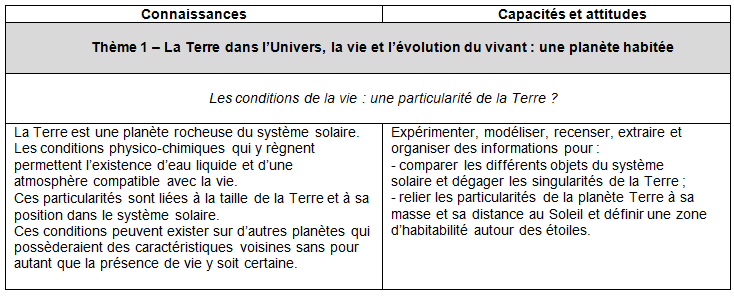 Connaissances
Capacités et attitudes
Thème 1 – La Terre dans l'Univers, la vie et l'évolution du vivant : une planète habitée
Les conditions de la vie : une particularité de la Terre ?
La Terre est une planète rocheuse du système solaire.
Les conditions physico-chimiques qui y règnent
permettent l'existence d'eau liquide et d'une
atmosphère compatible avec la vie.
Ces particularités sont liées à la taille de la Terre et à sa
position dans le système solaire.
Ces conditions peuvent exister sur d'autres planètes qui
possèderaient des caractéristiques voisines sans pour
autant que la présence de vie y soit certaine.
Expérimenter, modéliser, recenser, extraire et
organiser des informations pour :
- comparer les différents objets du système
solaire et dégager les singularités de la Terre ;
- relier les particularités de la planète Terre à sa
masse et sa distance au Soleil et définir une zone
d'habitabilité autour des étoiles.